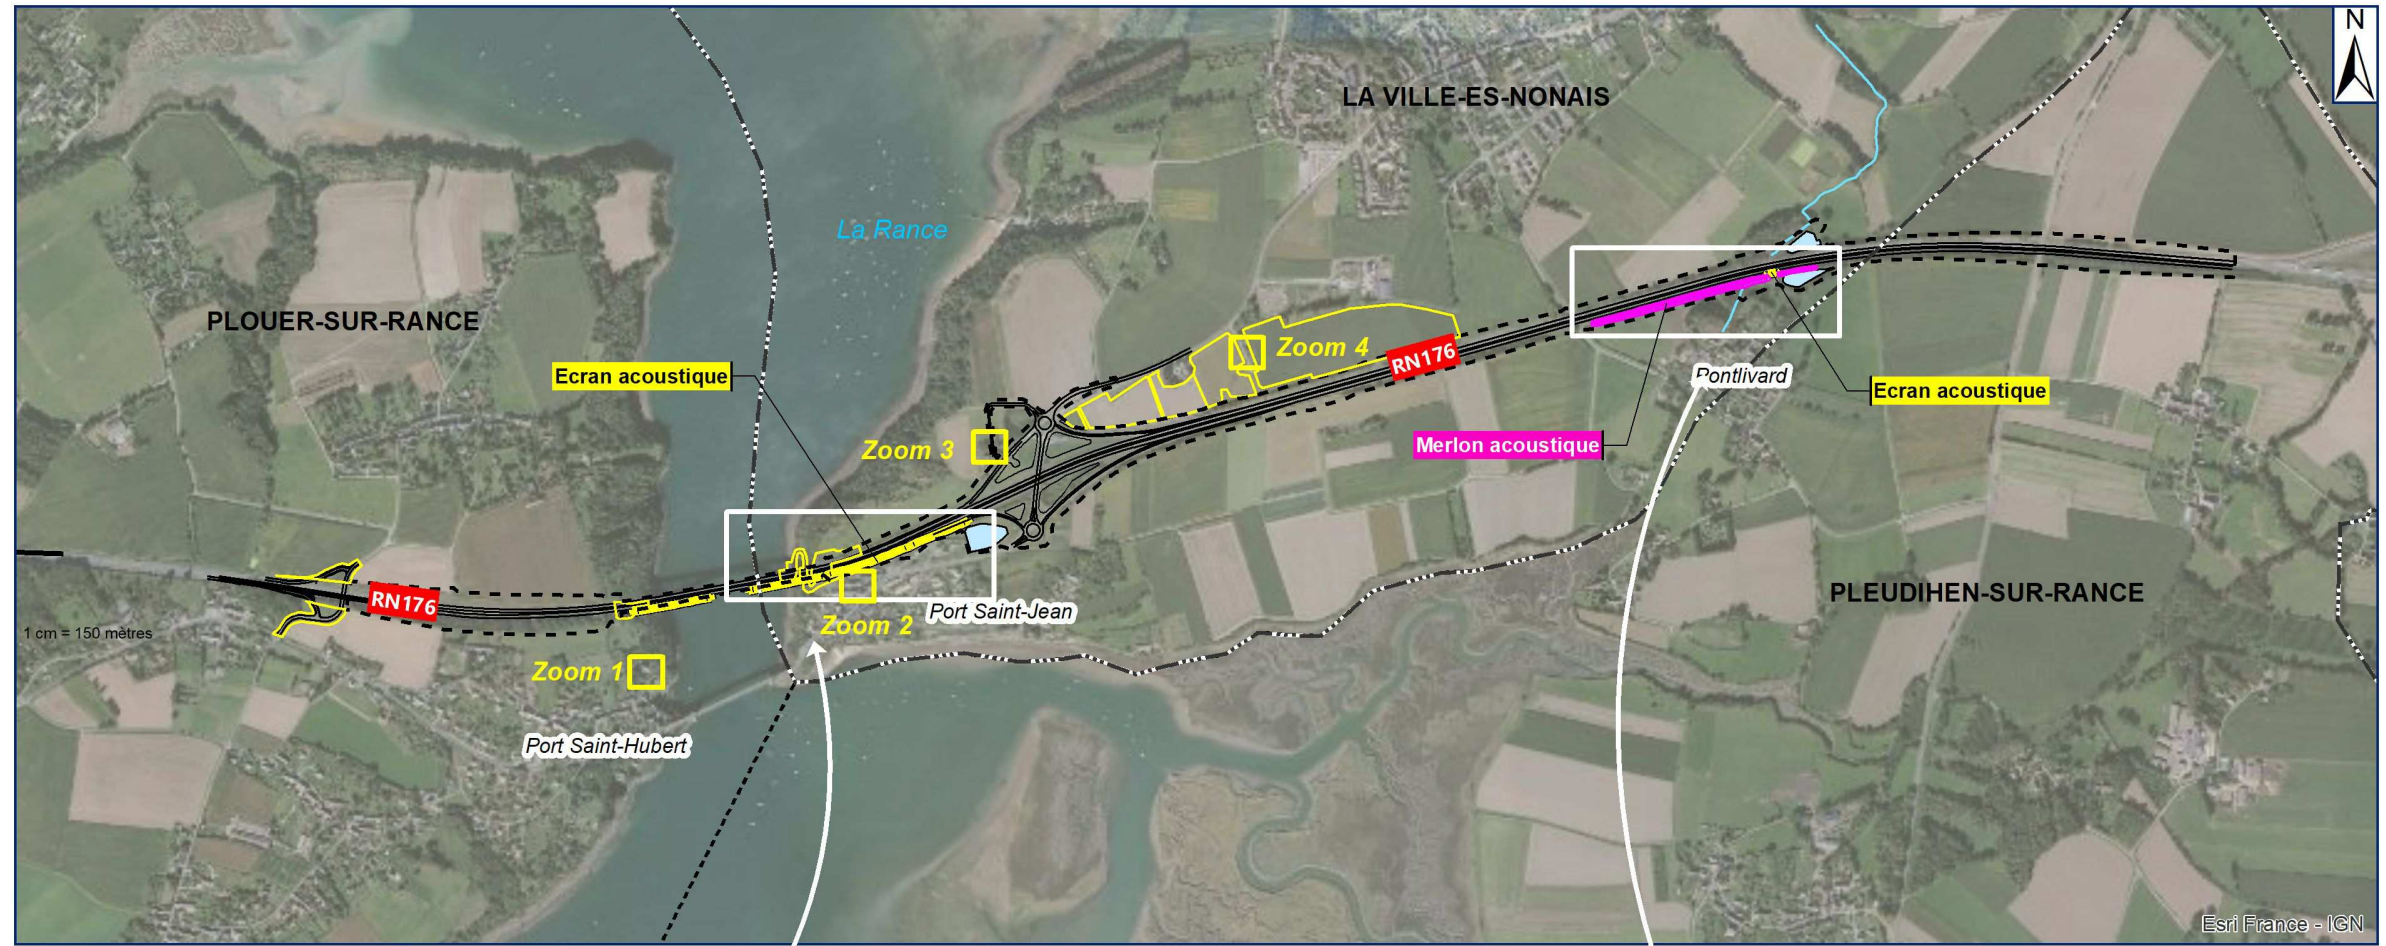 N
LA VILLE-ES-NONAIS
La Rance
PLOUER-SUR-RANCE
Ecran acoustique
Zoom 4
RN176
Pontlivard
Ecran acoustique
Merlon acoustique
Zoom 3
RN176
PLEUDIHEN-SUR-RANCE
Port Saint-Jean
Zoom 2
1 cm = 150 mètres
Zoom 1
Port Saint-Hubert
Esri France - IGN